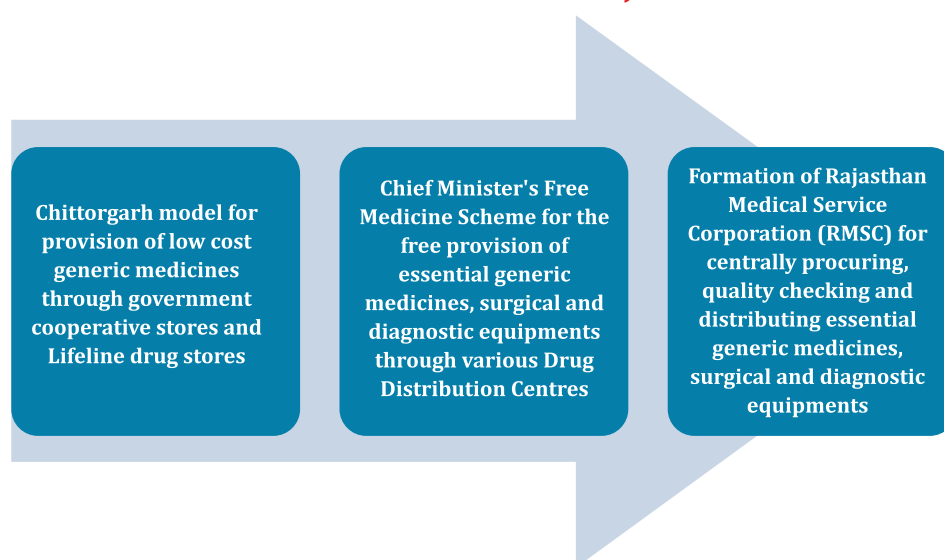 Chittorgarh model for
provision of low cost
generic medicines
through government
cooperative stores and
Lifeline drug stores
Chief Minister's Free
Medicine Scheme for the
free provision of
essential generic
medicines, surgical and
diagnostic equipments
through various Drug
Distribution Centres
Formation of Rajasthan
Medical Service
Corporation (RMSC) for
centrally procuring,
quality checking and
distributing essential
generic medicines,
surgical and diagnostic
equipments